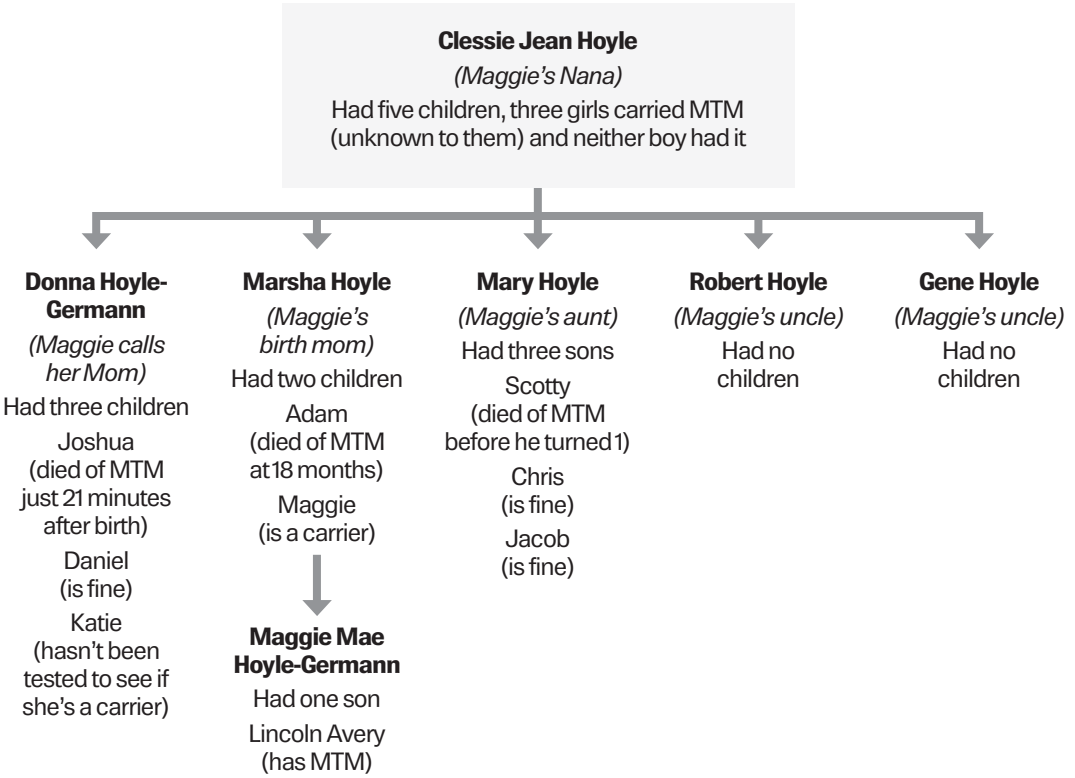 Clessie Jean Hoyle
(Maggie's Nana)
Had five children, three girls carried MTM
(unknown to them) and neither boy had it
Donna Hoyle-
Germann
(Maggie calls
her Mom)
Had three children
Joshua
(died of MTM
just 21 minutes
after birth)
Daniel
(is fine)
Katie
(hasn't been
tested to see if
she's a carrier)
Marsha Hoyle
(Maggie's
birth mom)
Had two children
Adam
(died of MTM
at 18 months)
Maggie
(is a carrier)
Maggie Mae
Hoyle-Germann
Had one son
Lincoln Avery
(has MTM)
Mary Hoyle
(Maggie's aunt)
Had three sons
Scotty
(died of MTM
before he turned 1)
Chris
(is fine)
Jacob
(is fine)
Robert Hoyle
(Maggie's uncle)
Had no
children
Gene Hoyle
(Maggie's uncle)
Had no
children